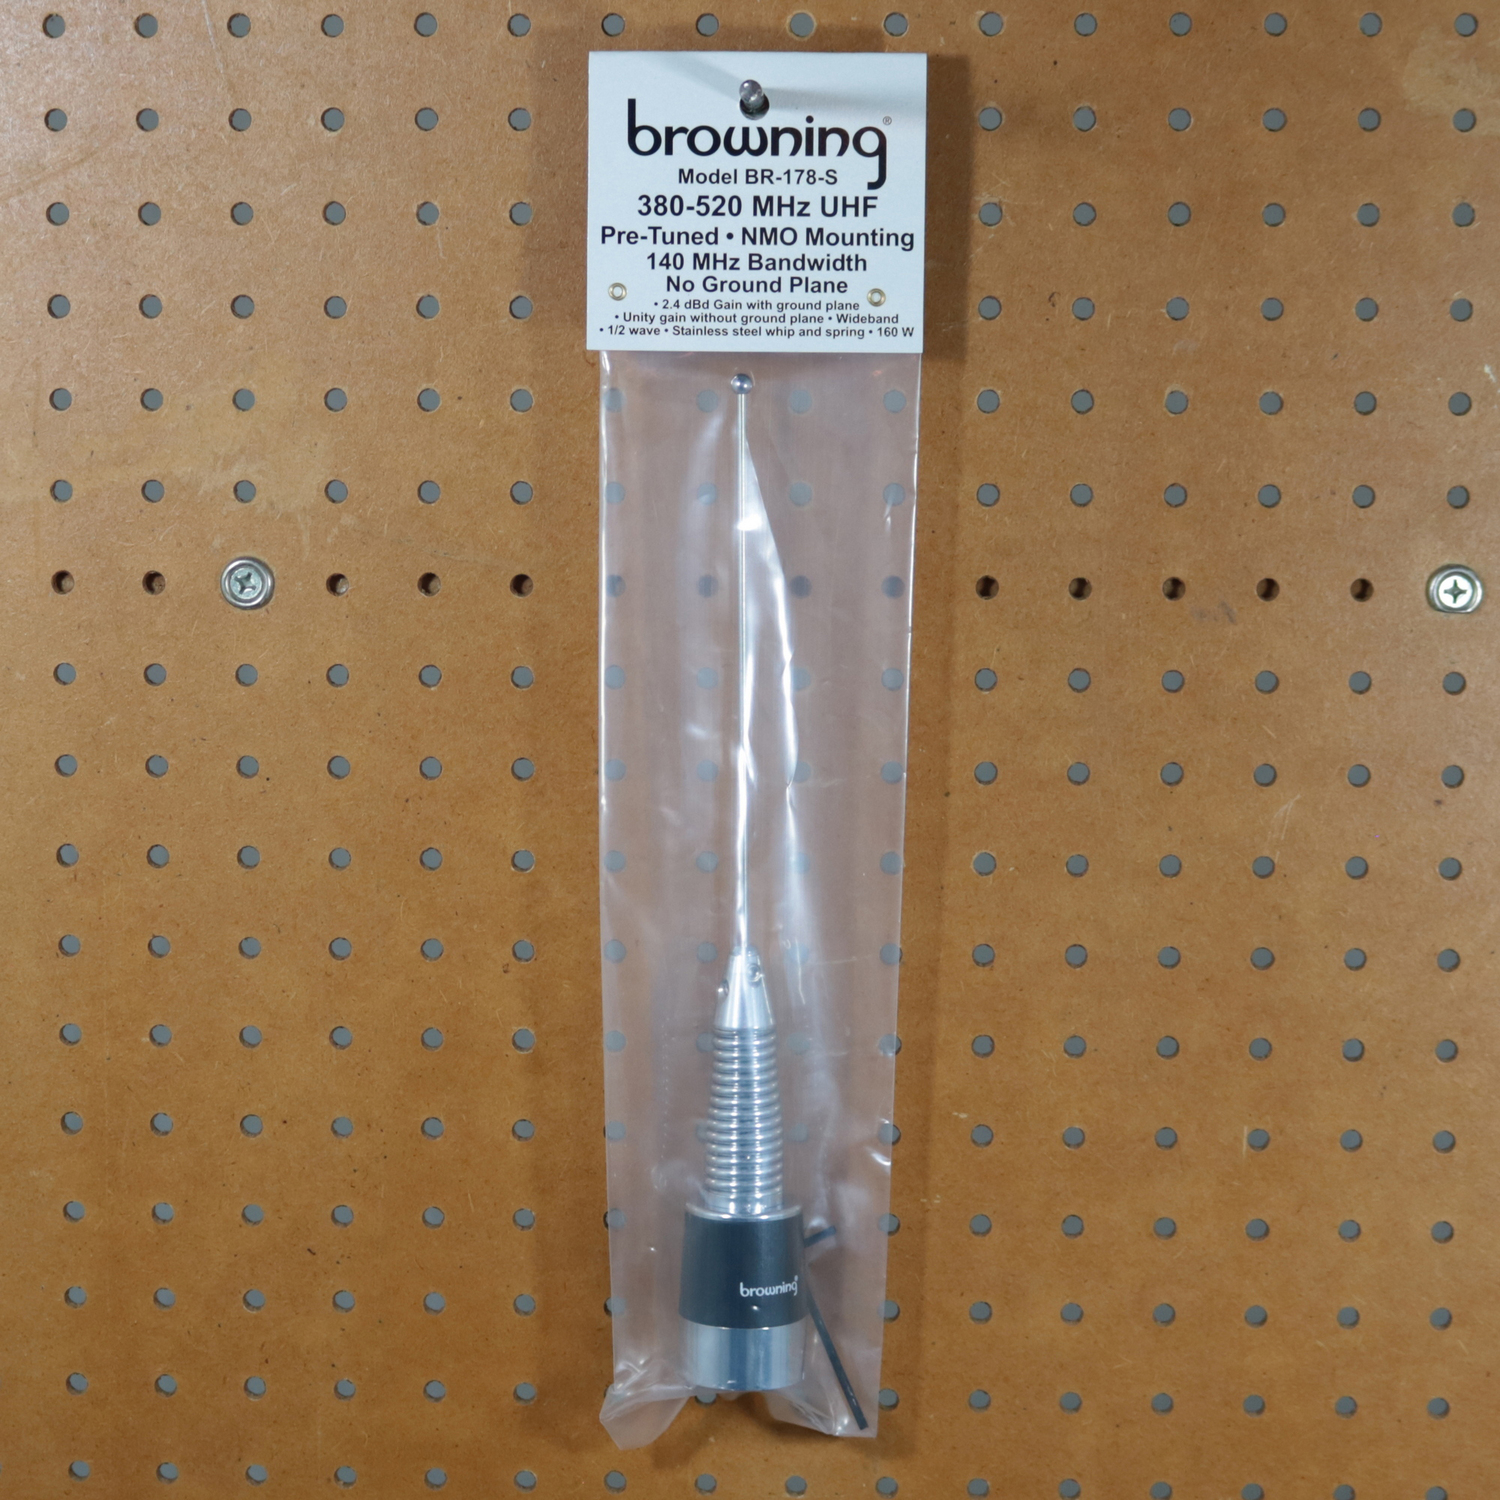 browning®
Model BR-178-S
380-520 MHz UHF
Pre-Tuned • NMO Mounting
140 MHz Bandwidth
No Ground Plane
• 2.4 dBd Gain with ground plane
• Unity gain without ground plane • Wideband
• 1/2 wave • Stainless steel whip and spring • 160 W
browning®